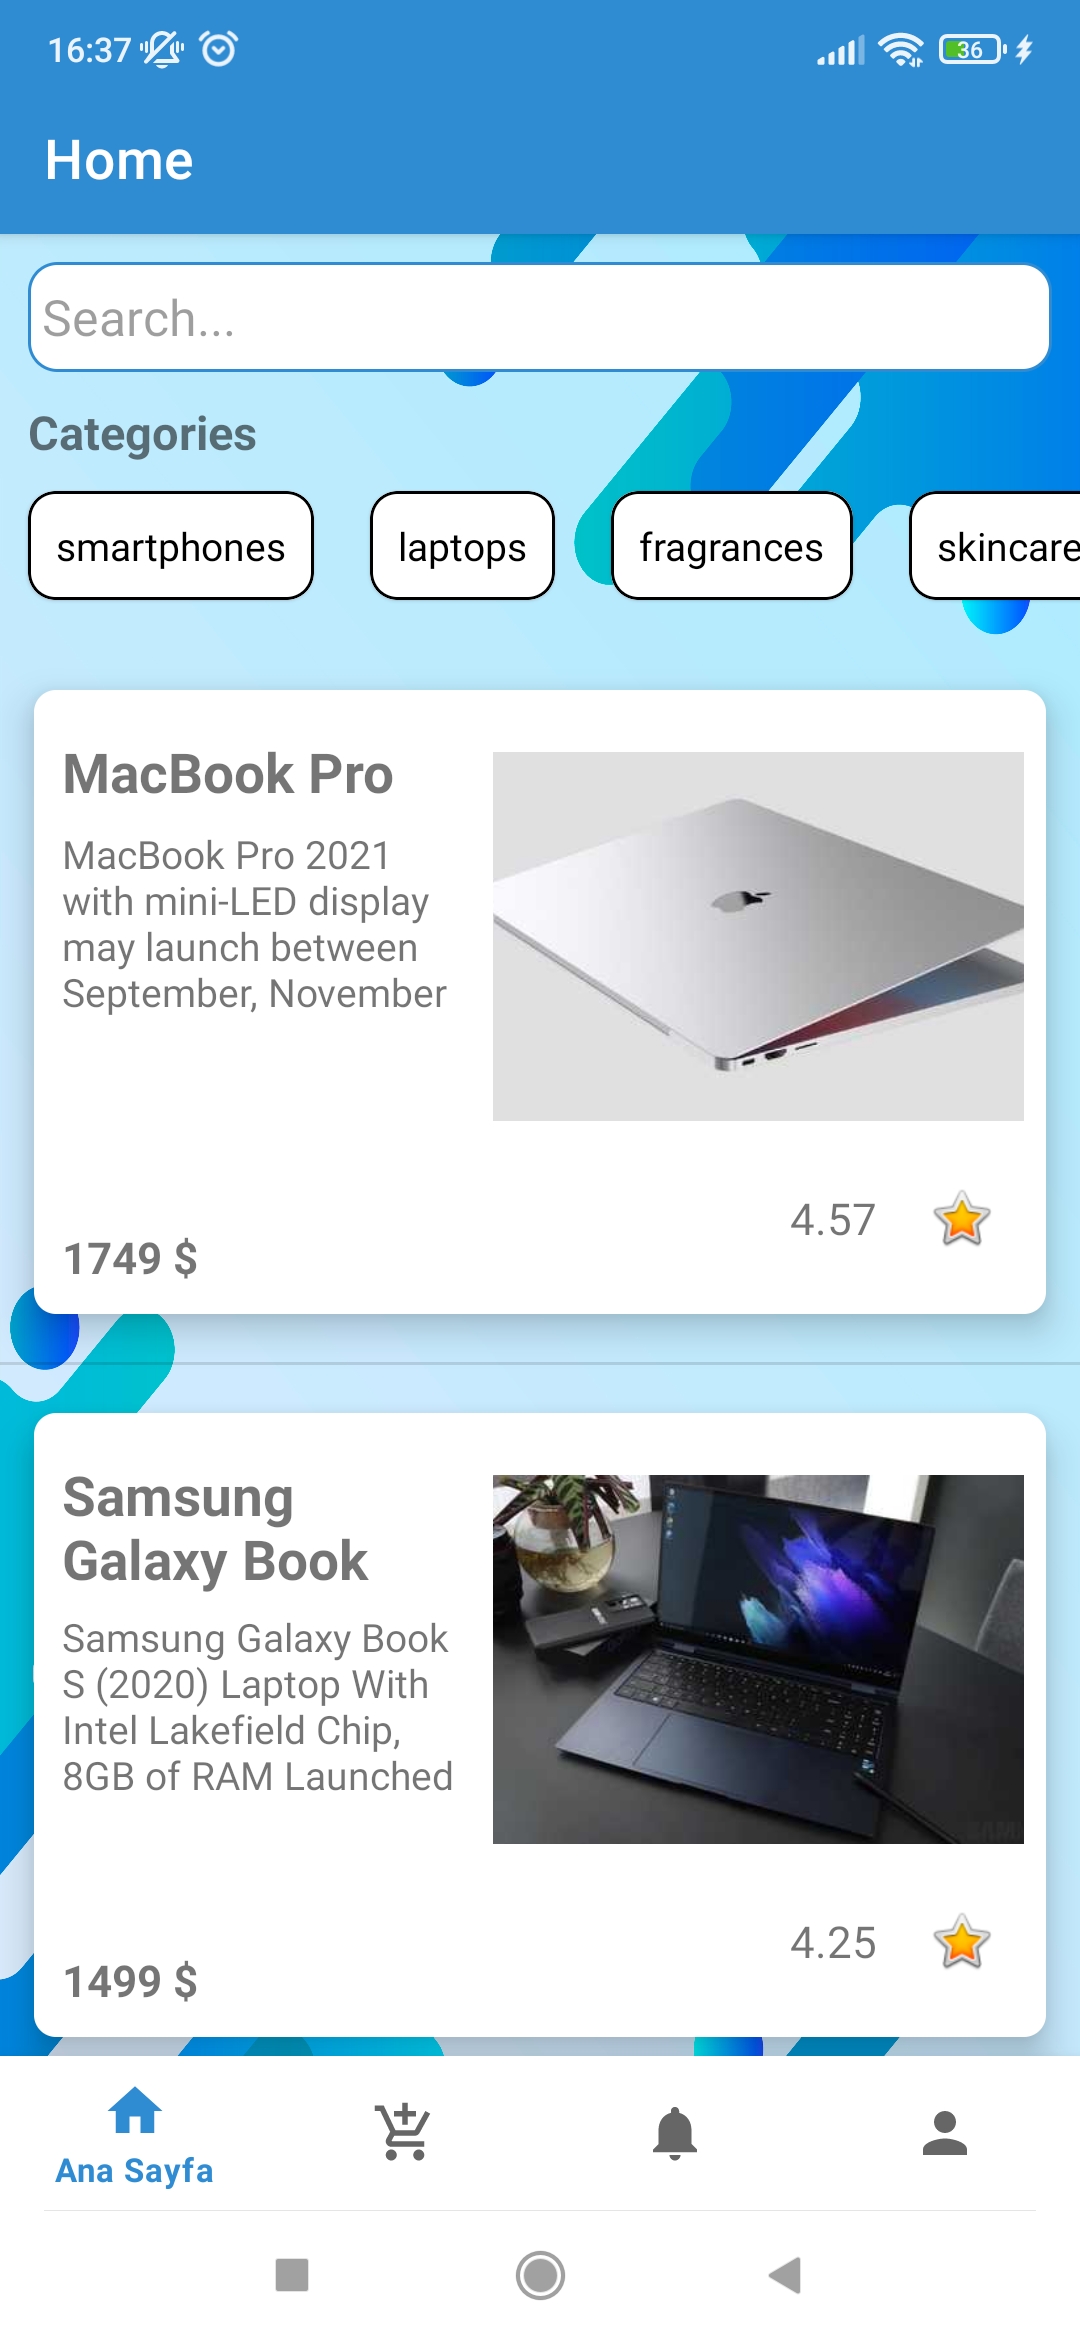 16:37
36
Home
Search...
Categories
smartphones
laptops
fragrances
skincare
MacBook Pro
MacBook Pro 2021
with mini-LED display
may launch between
September, November
4.57
1749 $
Samsung
Galaxy Book
Samsung Galaxy Book
S (2020) Laptop With
Intel Lakefield Chip,
8GB of RAM Launched
4.25
1499 $
Ana Sayfa